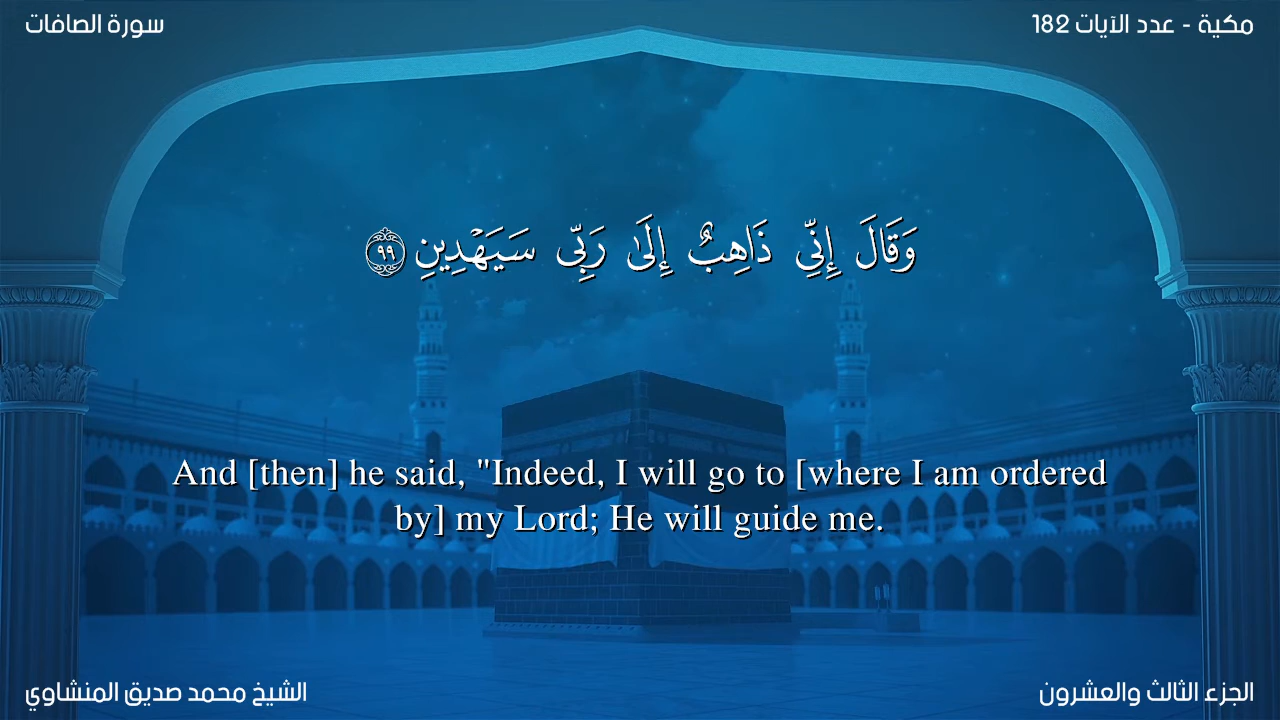 سورة الصافات
مكية - عدد الآيات 182
وَقَالَ إِنِّي ذَاهِبٌ إِلَىٰ رَبِّي سَيَهْدِينِ ٩٩
And [then] he said, "Indeed, I will go to [where I am ordered
by] my Lord; He will guide me.
الشيخ محمد صديق المنشاوي
الجزء الثالث والعشرون